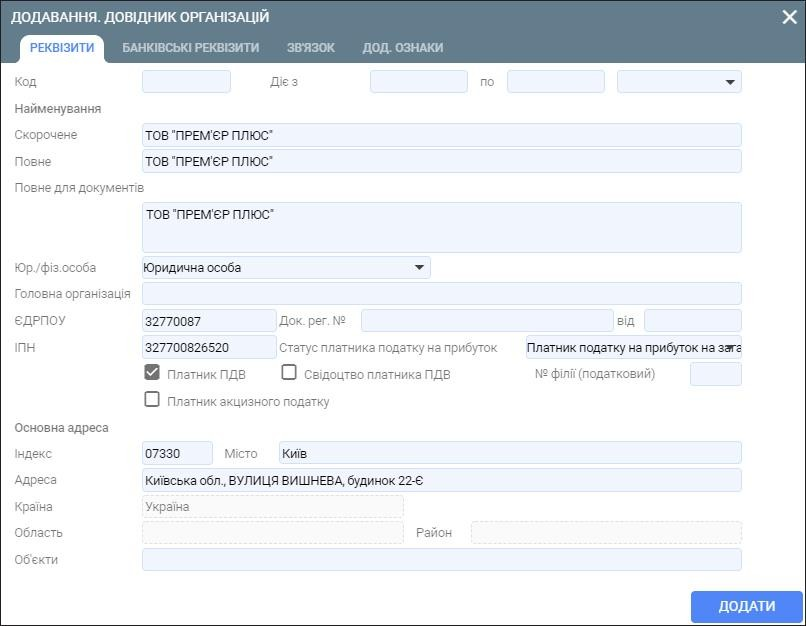 ДОДАВАННЯ. ДОВІДНИК ОРГАНІЗАЦІЙ
РЕКВІЗИТИ БАНКІВСЬКІ РЕКВІЗИТИ ЗВ'ЯЗОК ДОД. ОЗНАКИ
Код Діє з по
Найменування
Скорочене ТОВ "ПРЕМ'ЄР ПЛЮС"
Повне ТОВ "ПРЕМ'ЄР ПЛЮС"
Повне для документів
ТОВ "ПРЕМ'ЄР ПЛЮС"
Юр./фіз.особа Юридична особа
Головна організація
ЄДРПОУ 32770087 Док. рег. № від
ІПН 327700826520 Статус платника податку на прибуток Платник податку на прибуток на зага
Платник ПДВ Свідоцтво платника ПДВ № філії (податковий)
Платник акцизного податку
Основна адреса
Індекс 07330 Місто Київ
Адреса Київська обл., ВУЛИЦЯ ВИШНЕВА, будинок 22-Є
Країна Україна
Область Район
Об'єкти
ДОДАТИ